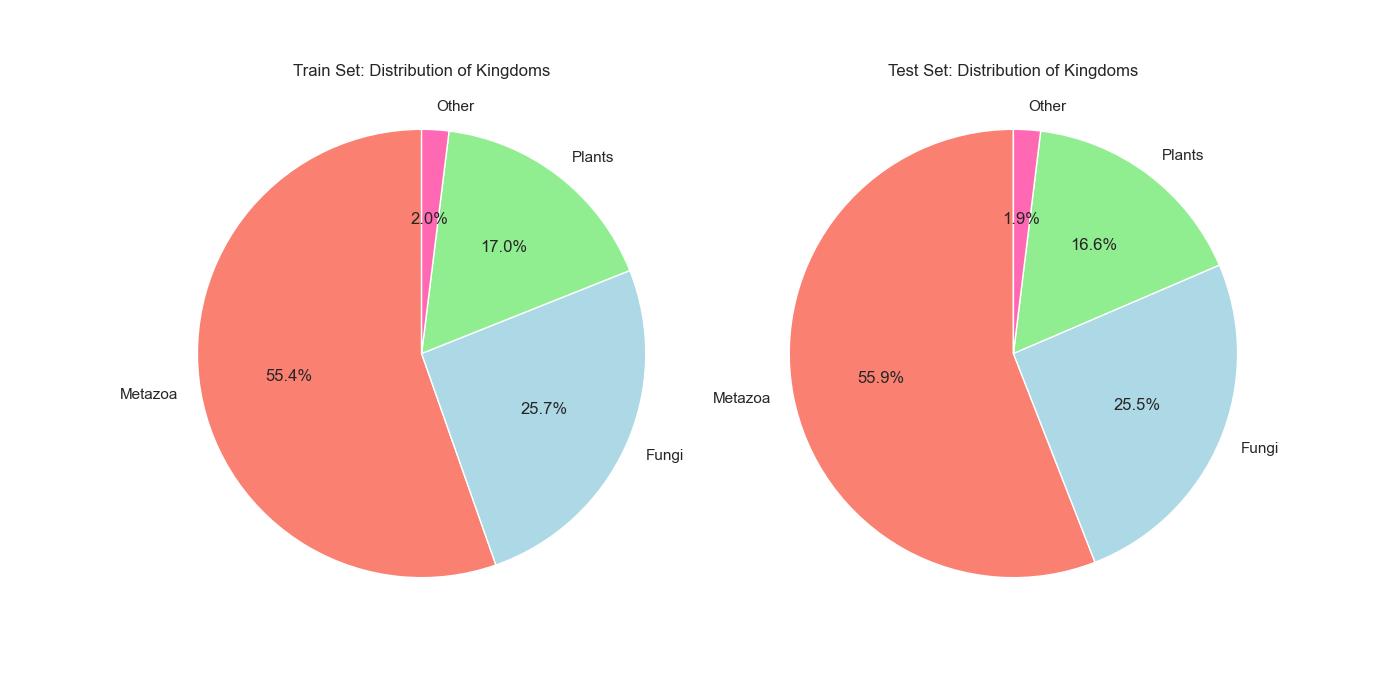 Train Set: Distribution of Kingdoms
Other
Plants
2.0%
17.0%
55.4%
Metazoa
25.7%
Fungi
Test Set: Distribution of Kingdoms
Other
Plants
1.9%
16.6%
55.9%
Metazoa
25.5%
Fungi